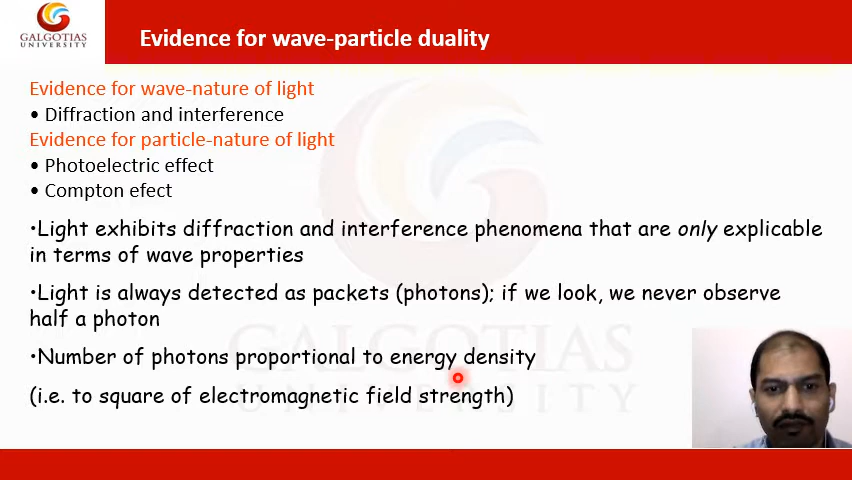 GALGOTIAS
UNIVERSITY
Evidence for wave-particle duality
Evidence for wave-nature of light
• Diffraction and interference
Evidence for particle-nature of light
• Photoelectric effect
• Compton efect
•Light exhibits diffraction and interference phenomena that are only explicable
in terms of wave properties
•Light is always detected as packets (photons); if we look, we never observe
half a photon
•Number of photons proportional to energy density
(i.e. to square of electromagnetic field strength)
GALGOTIAS
UNIVERSITY